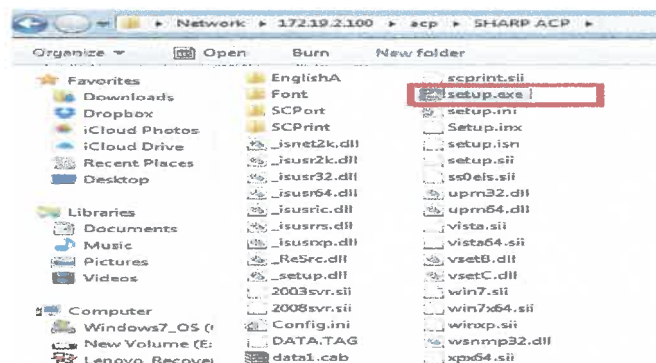 Network ▸ 172.19.2.100 ▸ acp ▸ SHARP ACP ▸
Organize Open Burn New folder
Favorites
Downloads
Dropbox
iCloud Photos
iCloud Drive
Recent Places
Desktop
Libraries
Documents
Music
Pictures
Videos
Computer
Windows7_OS (
New Volume (E:
Lenovo_Recover
EnglishA
Font
SCPort
SCPrint
_isnet2k.dll
_isusr2k.dll
_isusr32.dll
_isusr64.dll
_isusric.dll
_isusrrs.dll
_isusrxp.dll
_ReSrc.dll
_setup.dll
2003svr.sii
2008svr.sii
Config.ini
DATA.TAG
data1.cab
scprint.sii
setup.exe
setup.ini
Setup.inx
setup.isn
setup.sii
ss0els.sii
uprn32.dll
uprn64.dll
vista.sii
vista64.sii
vsetB.dll
vsetC.dll
win7.sii
win7x64.sii
winxp.sii
wsnmp32.dll
xpx64.sii